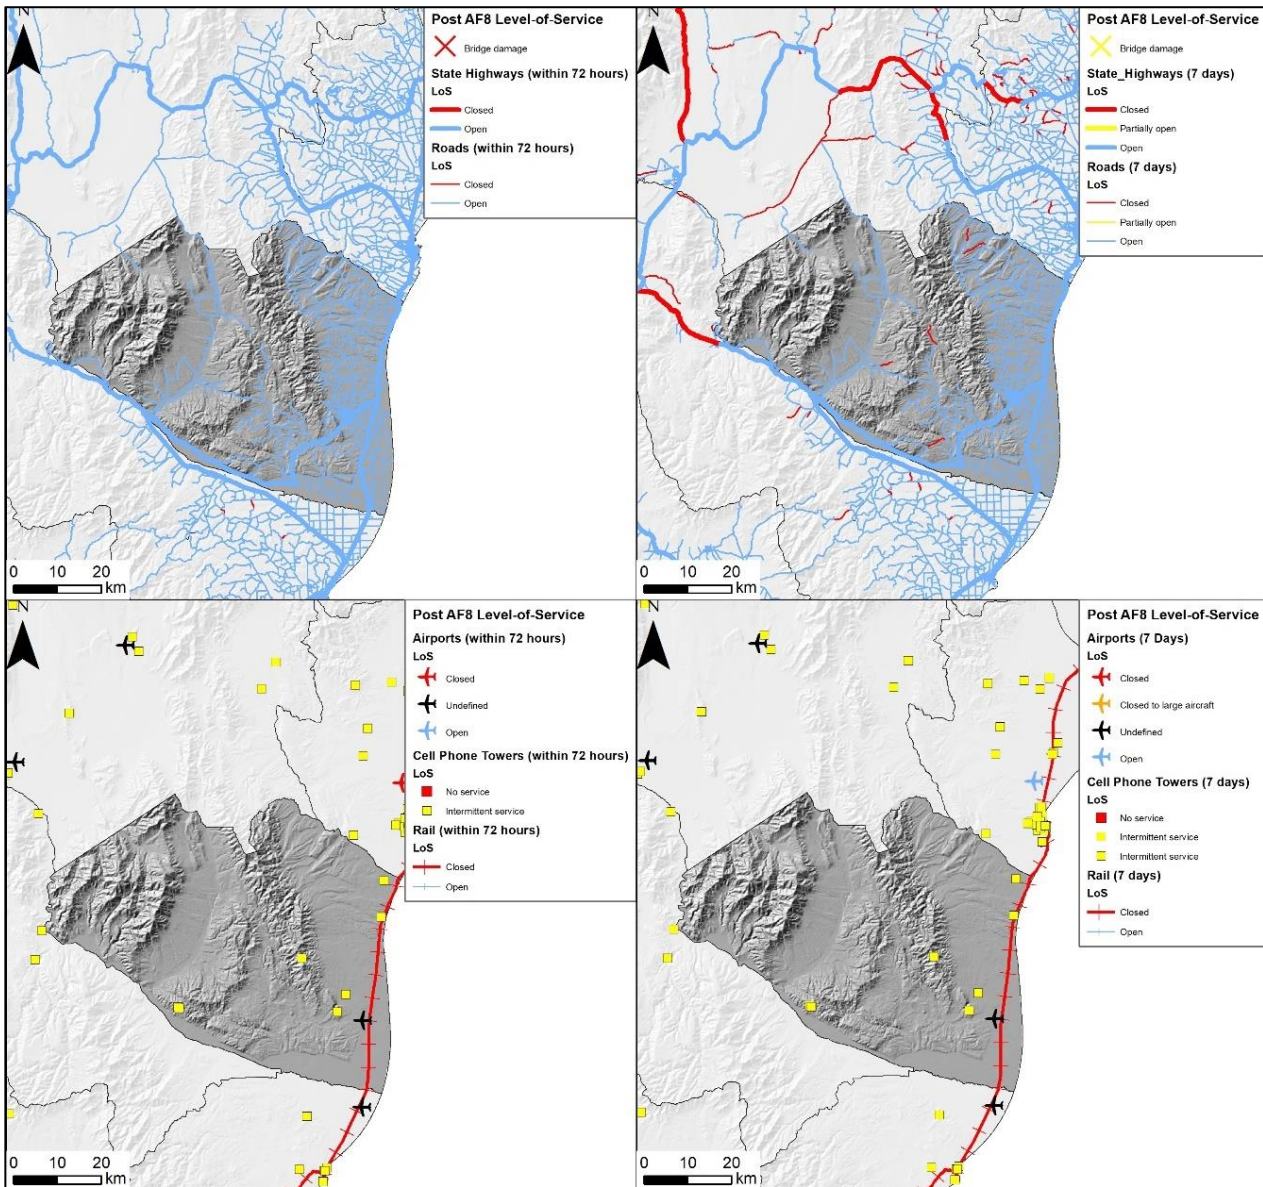 N
Post AF8 Level-of-Service
Bridge damage
State Highways (within 72 hours)
LoS
Closed
Open
Roads (within 72 hours)
LoS
Closed
Open
0 10 20
km
N
Post AF8 Level-of-Service
Bridge damage
State_Highways (7 days)
LoS
Closed
Partially open
Open
Roads (7 days)
LoS
Closed
Partially open
Open
0 10 20
km
N
Post AF8 Level-of-Service
Airports (within 72 hours)
LoS
Closed
Undefined
Open
Cell Phone Towers (within 72 hours)
LoS
No service
Intermittent service
Rail (within 72 hours)
LoS
Closed
Open
0 10 20
km
N
Post AF8 Level-of-Service
Airports (7 Days)
LoS
Closed
Closed to large aircraft
Undefined
Open
Cell Phone Towers (7 days)
LoS
No service
Intermittent service
Intermittent service
Rail (7 days)
LoS
Closed
Open
0 10 20
km